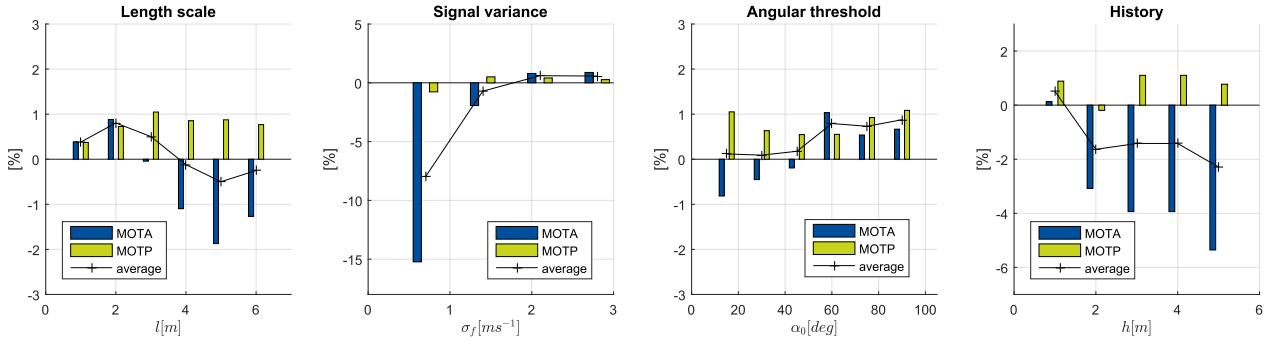 Length scale
3
2
1
0
-1
-2
-3
[%]
MOTA
MOTP
average
0 2 4 6
l[m]
Signal variance
5
0
-5
-10
-15
[%]
MOTA
MOTP
average
0 1 2 3
σ_f[ms⁻¹]
Angular threshold
3
2
1
0
-1
-2
-3
[%]
MOTA
MOTP
average
0 20 40 60 80 100
α₀[deg]
History
2
0
-2
-4
-6
[%]
MOTA
MOTP
average
0 2 4 6
h[m]